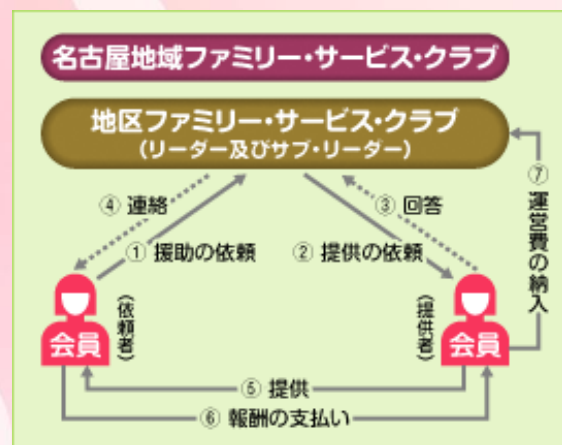 名古屋地域ファミリー・サービス・クラブ
地区ファミリー・サービス・クラブ
(リーダー及びサブ・リーダー)
④ 連絡
③ 回答
① 援助の依頼
② 提供の依頼
⑦ 運営費の納入
会員
(依頼者)
(提供者)
会員
⑤ 提供
⑥ 報酬の支払い